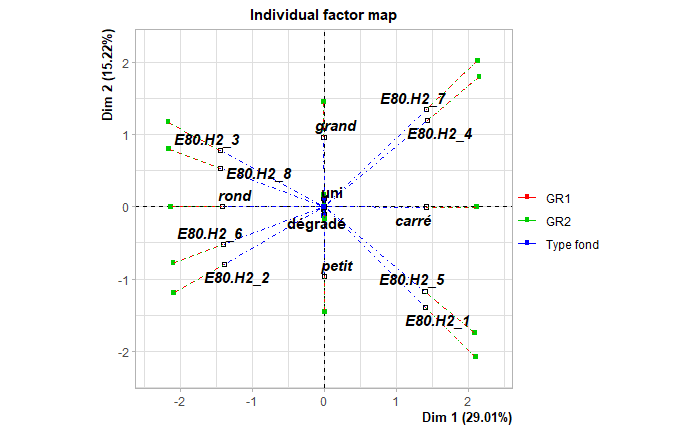 Individual factor map
Dim 2 (15.22%)
2
1
0
-1
-2
E80.H2_7
E80.H2_4
grand
E80.H2_3
E80.H2_8
rond
uni
dégradé
carré
E80.H2_6
E80.H2_2
petit
E80.H2_5
E80.H2_1
GR1
GR2
Type fond
-2
-1
0
1
2
Dim 1 (29.01%)